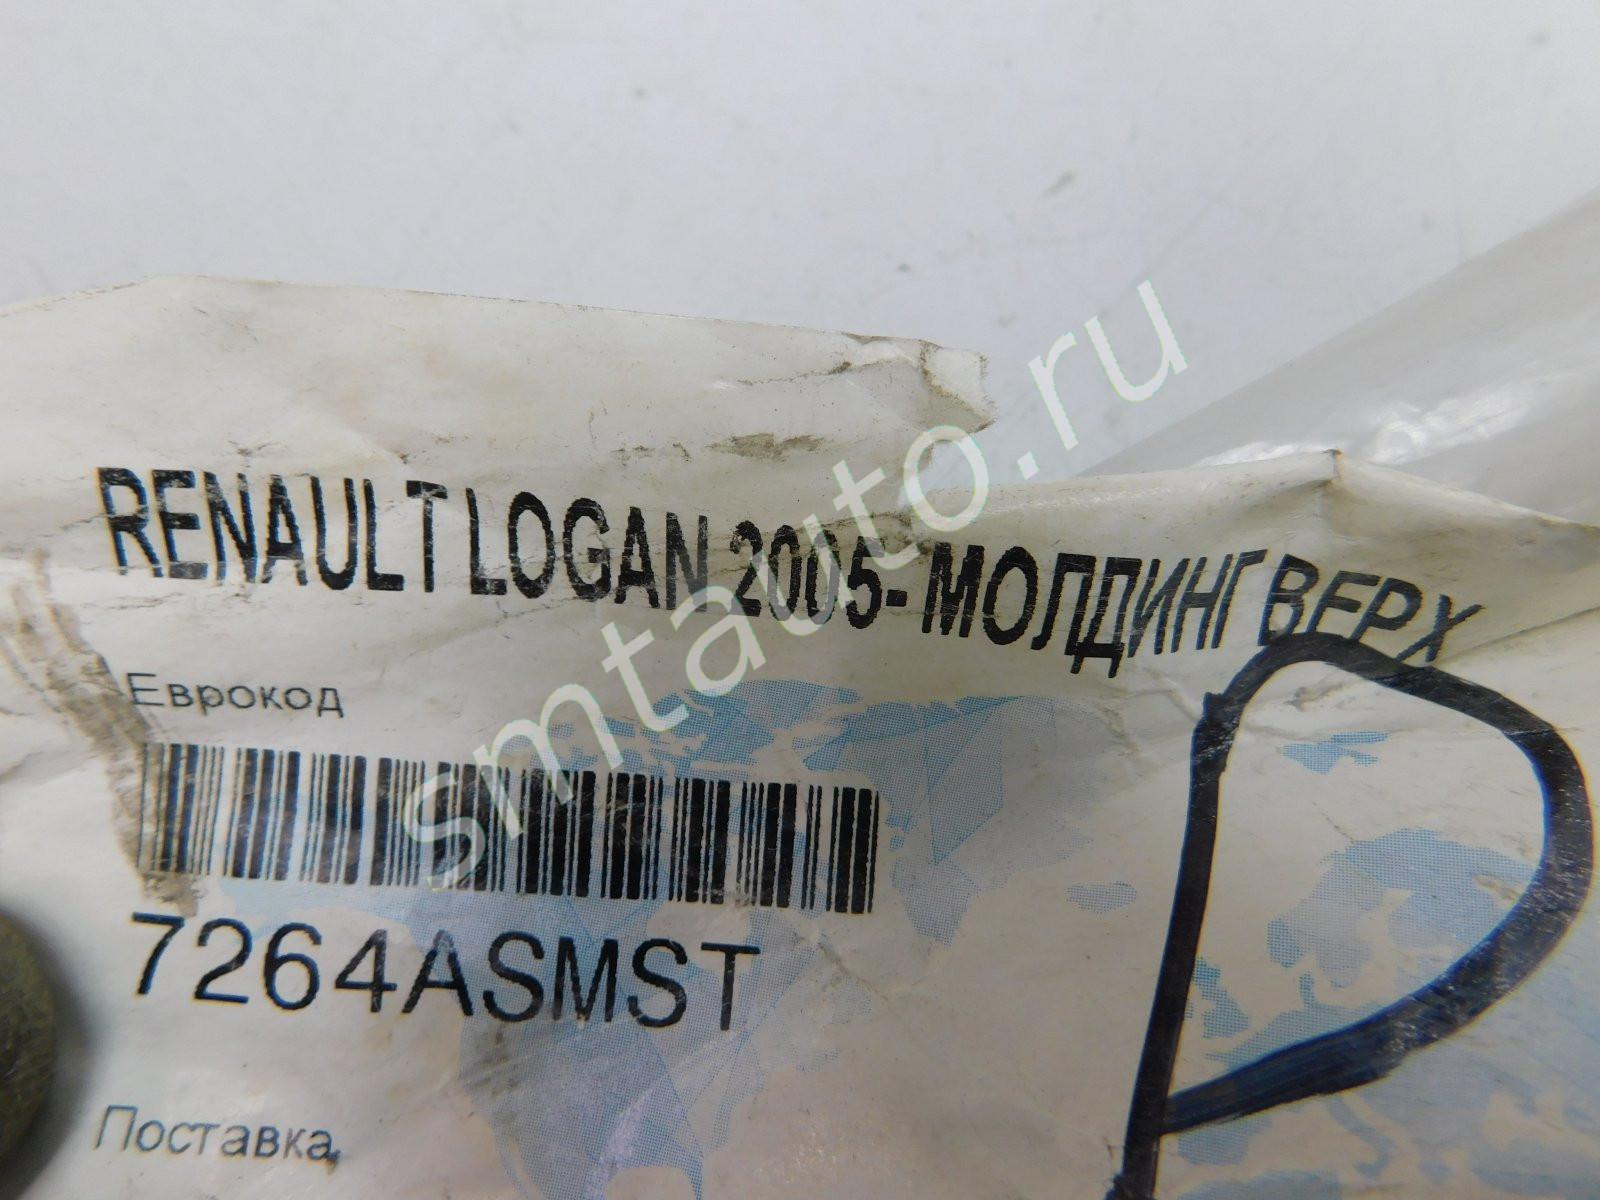 RENAULT LOGAN 2005- МОЛДИНГ ВЕРХ
Еврокод
7264ASMST
Поставка
P
smtauto.ru